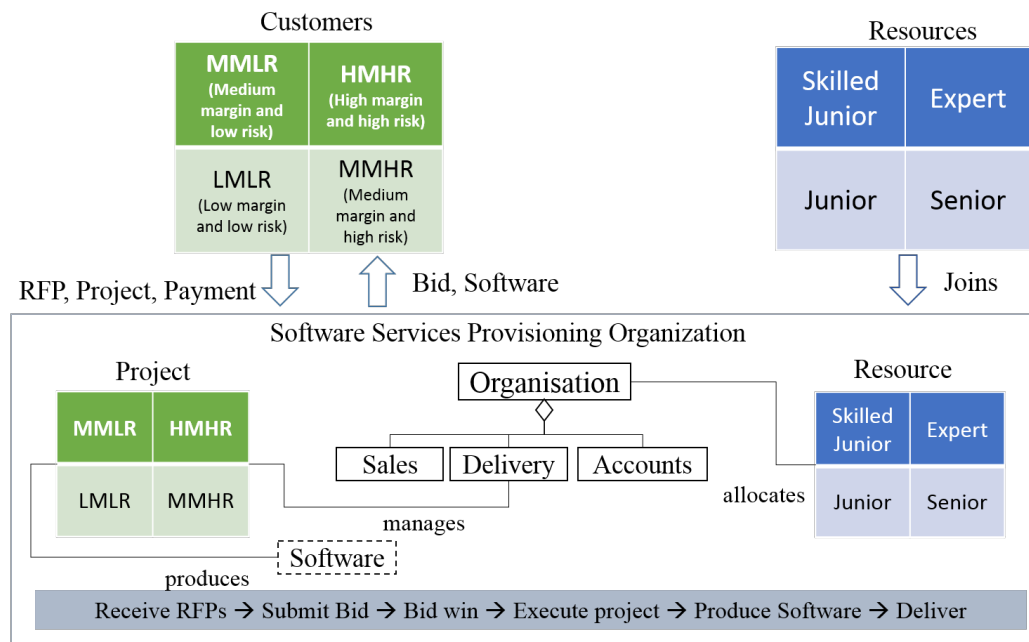 Customers
MMLR
(Medium
margin and
low risk)
HMHR
(High margin
and high risk)
LMLR
(Low margin
and low risk)
MMHR
(Medium
margin and
high risk)
Resources
Skilled
Junior
Expert
Junior
Senior
RFP, Project, Payment
Bid, Software
Joins
Software Services Provisioning Organization
Project
MMLR
HMHR
LMLR
MMHR
Organisation
Sales
Delivery
Accounts
manages
Software
produces
Resource
Skilled
Junior
Expert
Junior
Senior
allocates
Receive RFPs → Submit Bid → Bid win → Execute project → Produce Software → Deliver